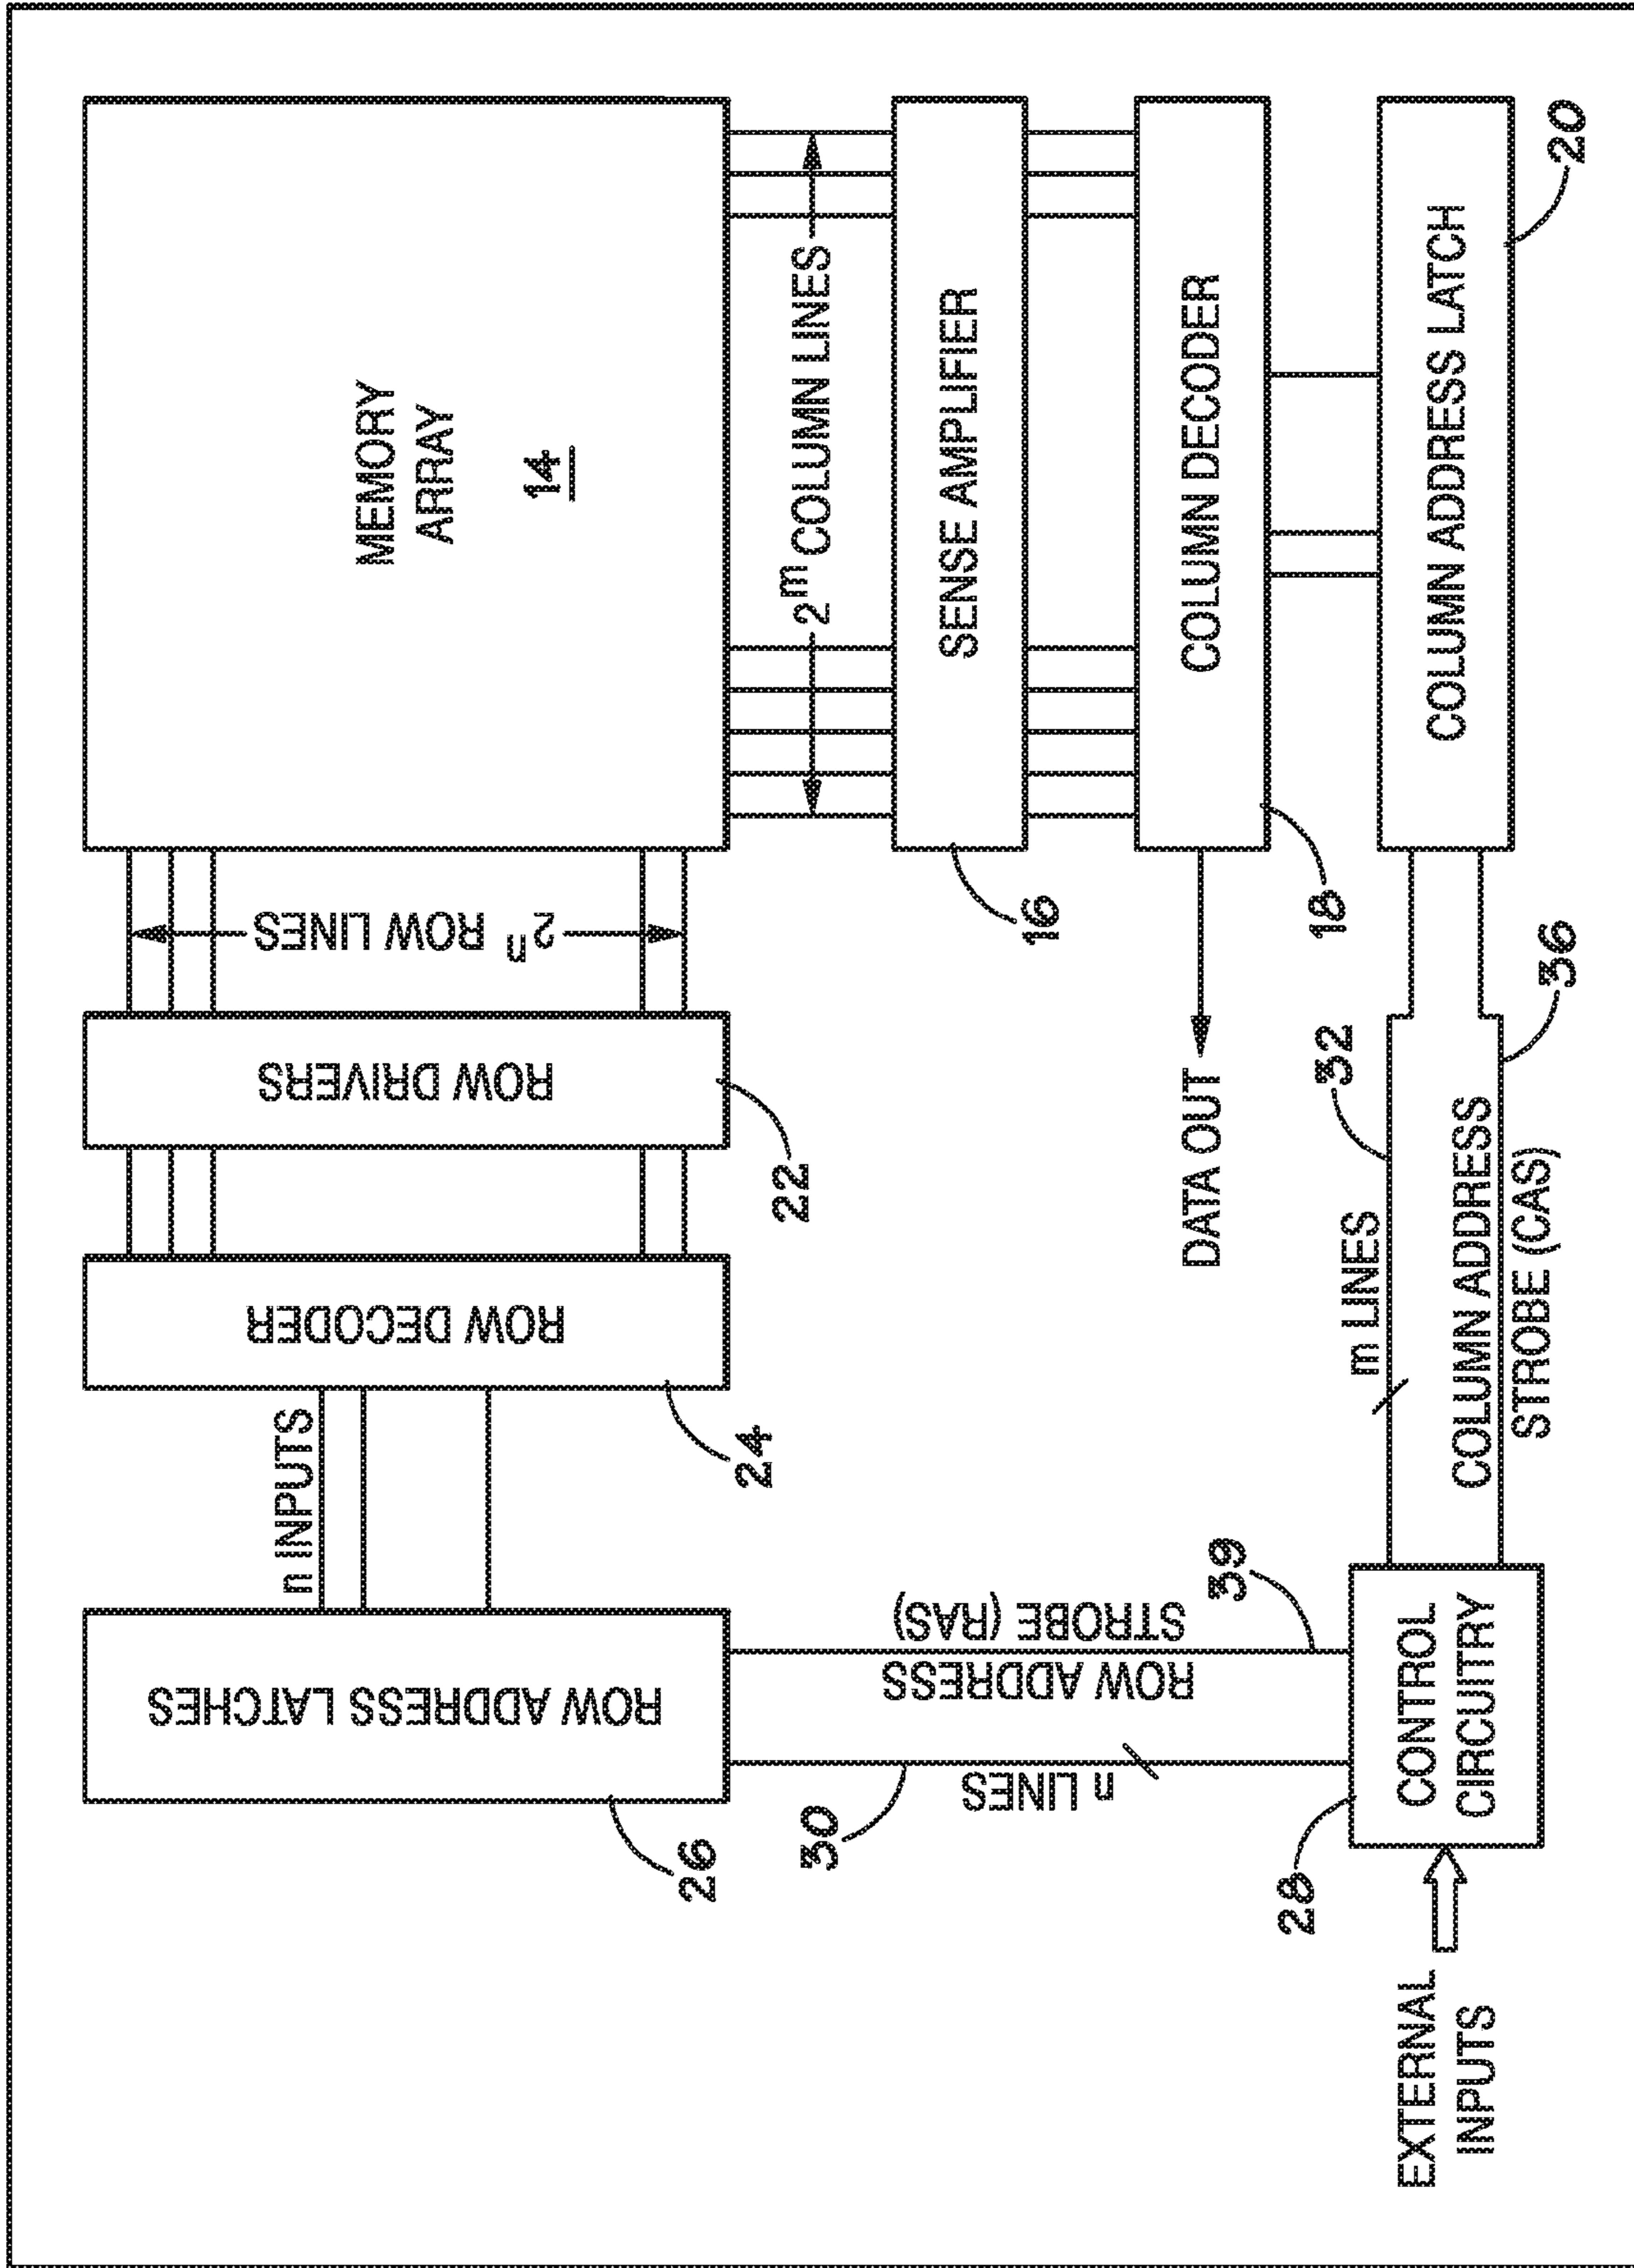 MEMORY
ARRAY
14
2ⁿ ROW LINES
ROW DRIVERS
22
ROW DECODER
24
n INPUTS
ROW ADDRESS LATCHES
26
2ᵐ COLUMN LINES
SENSE AMPLIFIER
16
COLUMN DECODER
18
DATA OUT
COLUMN ADDRESS LATCH
20
36
32
m LINES
COLUMN ADDRESS
STROBE (CAS)
ROW ADDRESS
STROBE (RAS)
39
n LINES
30
CONTROL
CIRCUITRY
28
EXTERNAL
INPUTS